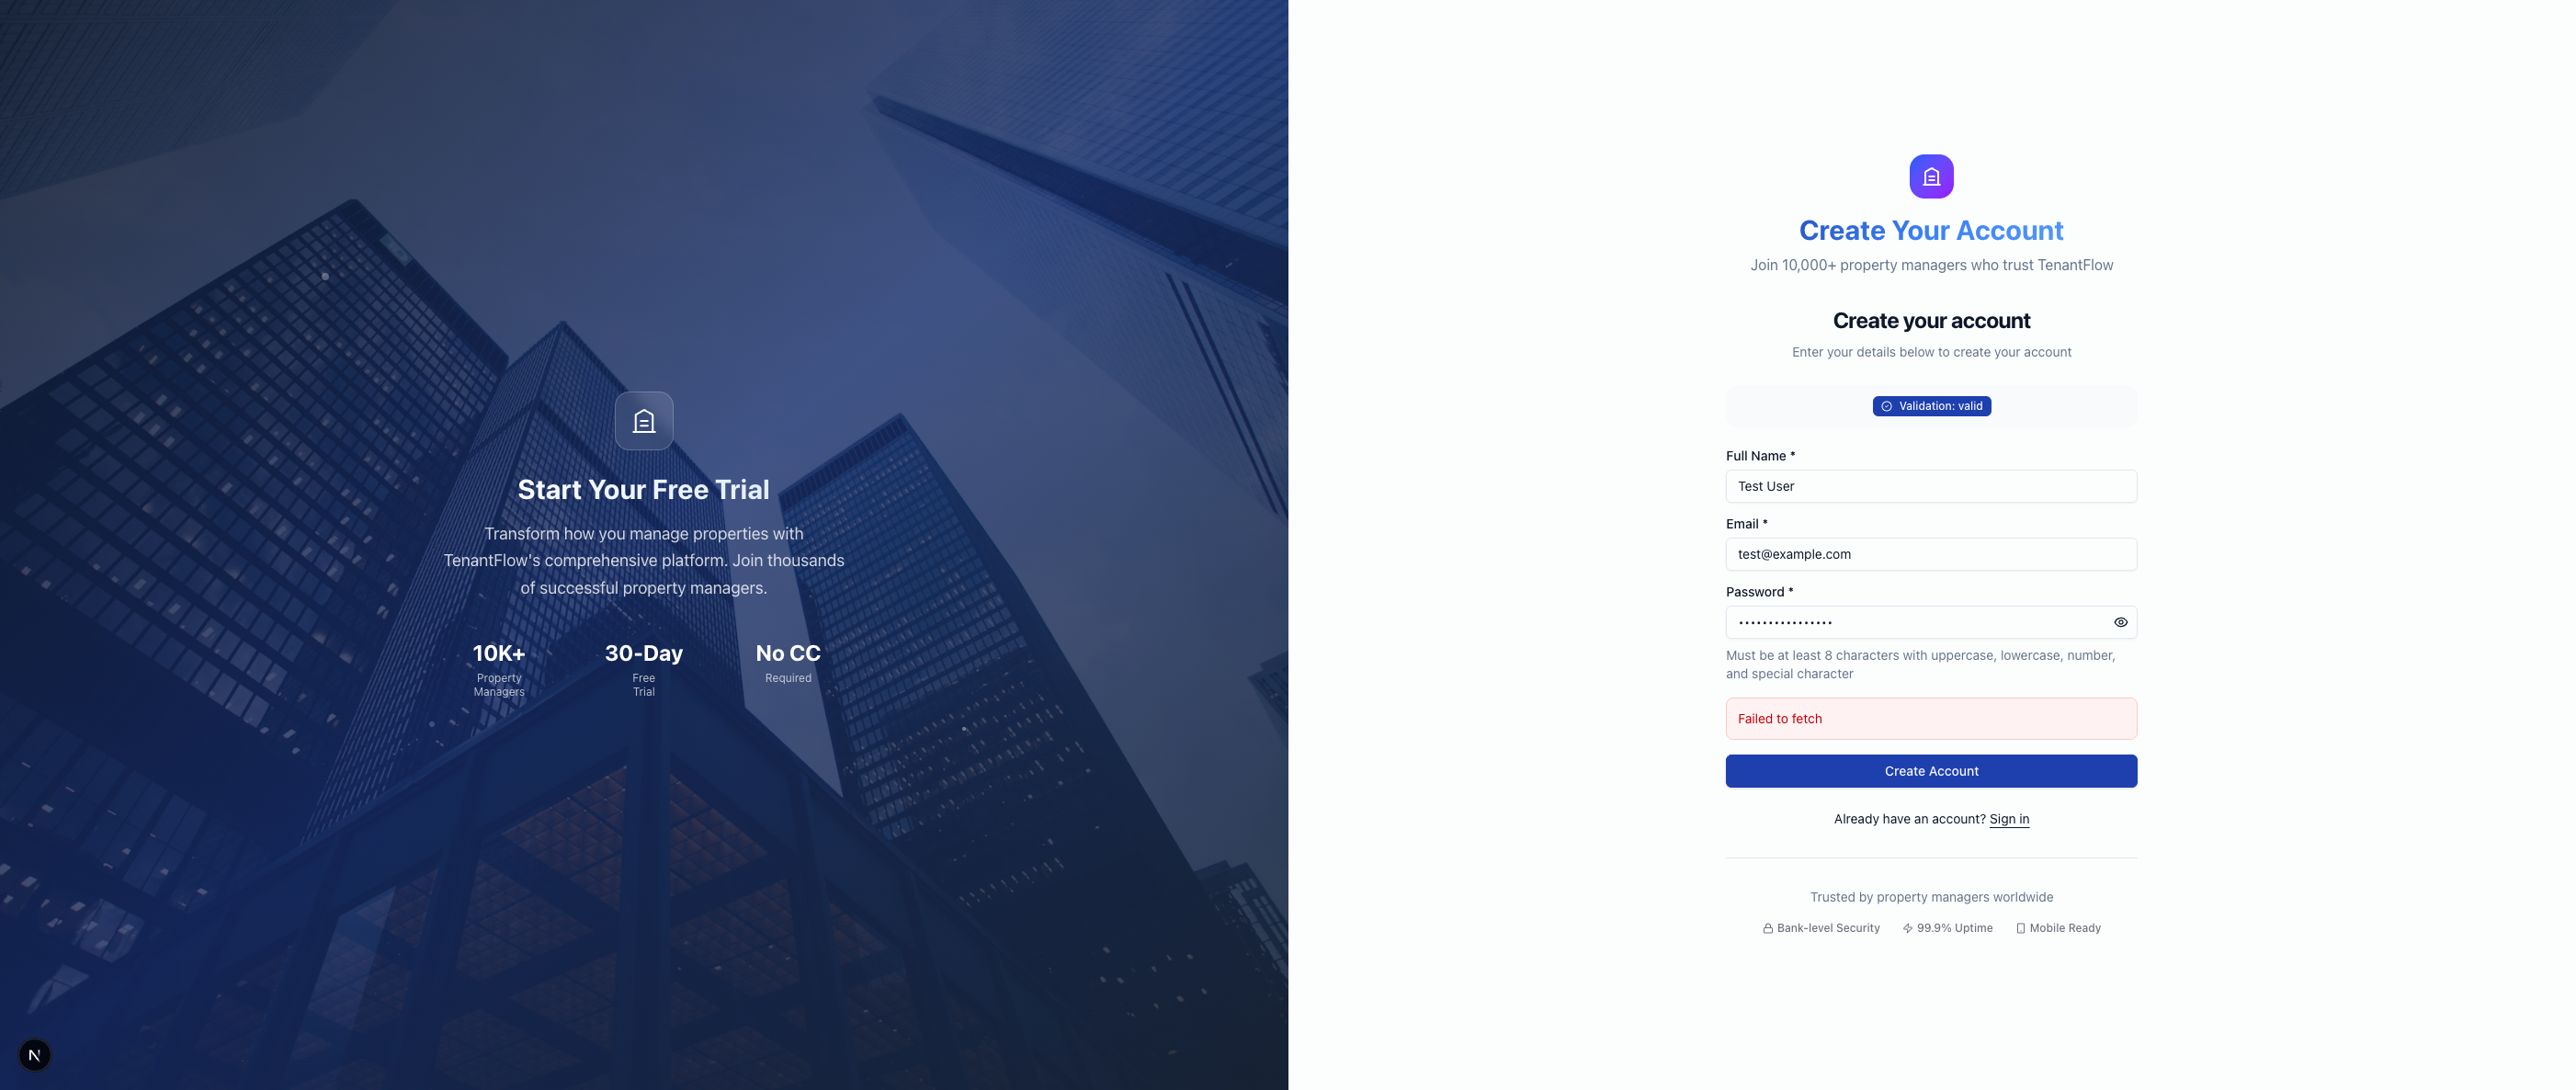 Start Your Free Trial
Transform how you manage properties with
TenantFlow's comprehensive platform. Join thousands
of successful property managers.
10K+
Property
Managers
30-Day
Free
Trial
No CC
Required
N
Create Your Account
Join 10,000+ property managers who trust TenantFlow
Create your account
Enter your details below to create your account
Validation: valid
Full Name *
Test User
Email *
test@example.com
Password *
••••••••••••••••
Must be at least 8 characters with uppercase, lowercase, number,
and special character
Failed to fetch
Create Account
Already have an account? Sign in
Trusted by property managers worldwide
Bank-level Security
99.9% Uptime
Mobile Ready